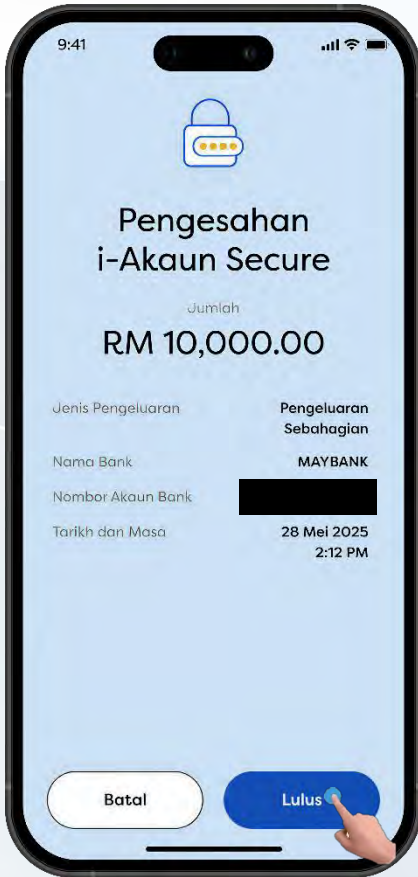 9:41
Pengesahan
i-Akaun Secure
Jumlah
RM 10,000.00
Jenis Pengeluaran Pengeluaran
Sebahagian
Nama Bank MAYBANK
Nombor Akaun Bank
Tarikh dan Masa 28 Mei 2025
2:12 PM
Batal Lulus